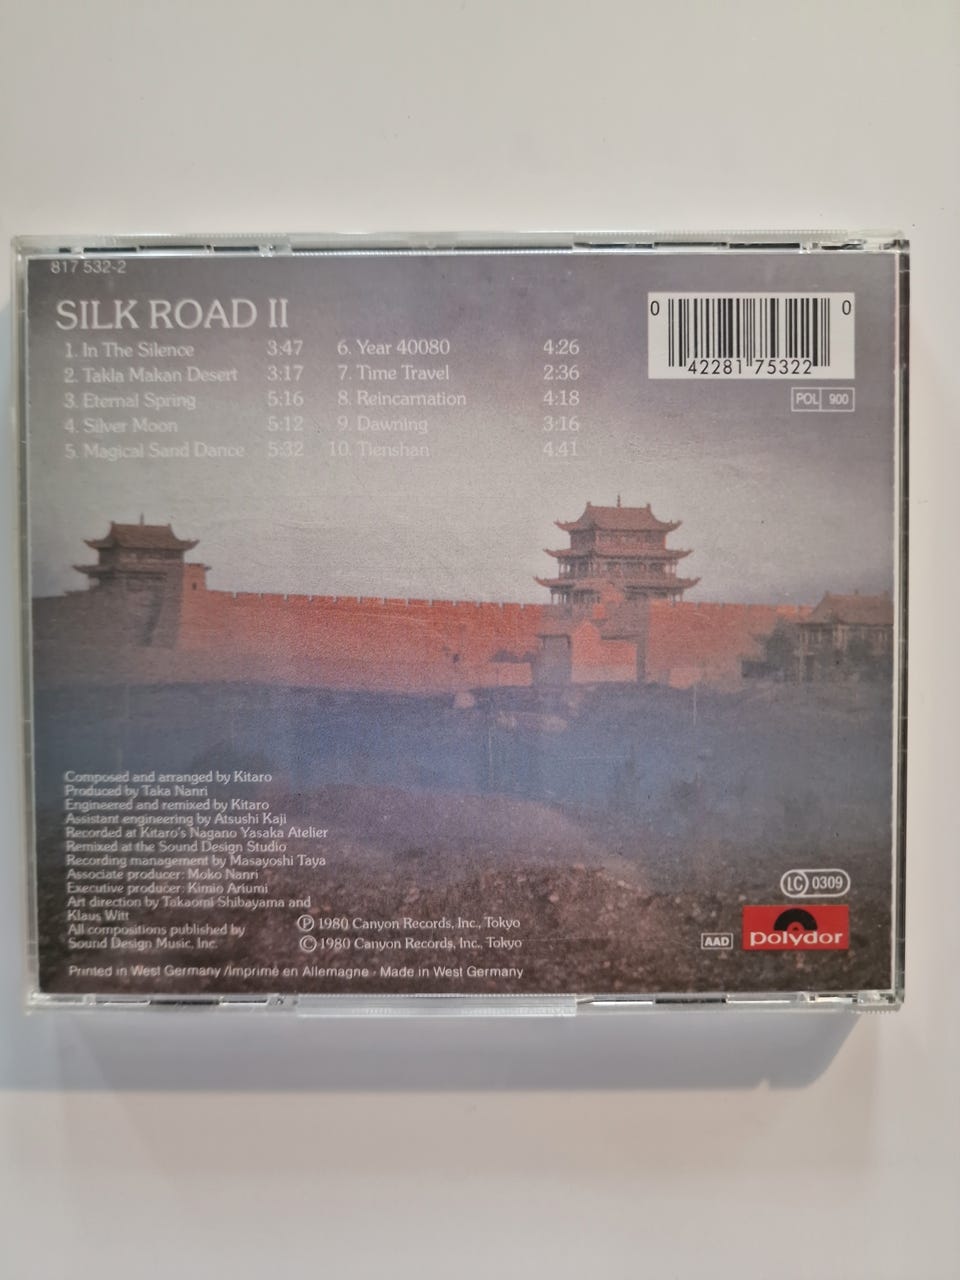 817 532-2
SILK ROAD II
1. In The Silence 3:47
2. Takla Makan Desert 3:17
3. Eternal Spring 5:16
4. Silver Moon 5:12
5. Magical Sand Dance 5:32
6. Year 40080 4:26
7. Time Travel 2:36
8. Reincarnation 4:18
9. Dawning 3:16
10. Tienshan 4:41
0 42281 75322 0
POL 900
Composed and arranged by Kitaro
Produced by Taka Nanri
Engineered and remixed by Kitaro
Assistant engineering by Atsushi Kaji
Recorded at Kitaro's Nagano Yasaka Atelier
Remixed at the Sound Design Studio
Recording management by Masayoshi Taya
Associate producer: Moko Nanri
Executive producer: Kimio Ariumi
Art direction by Takaomi Shibayama and
Klaus Witt
All compositions published by
Sound Design Music, Inc.
Ⓟ 1980 Canyon Records, Inc., Tokyo
© 1980 Canyon Records, Inc., Tokyo
LC 0309
AAD
polydor
Printed in West Germany /Imprimé en Allemagne · Made in West Germany